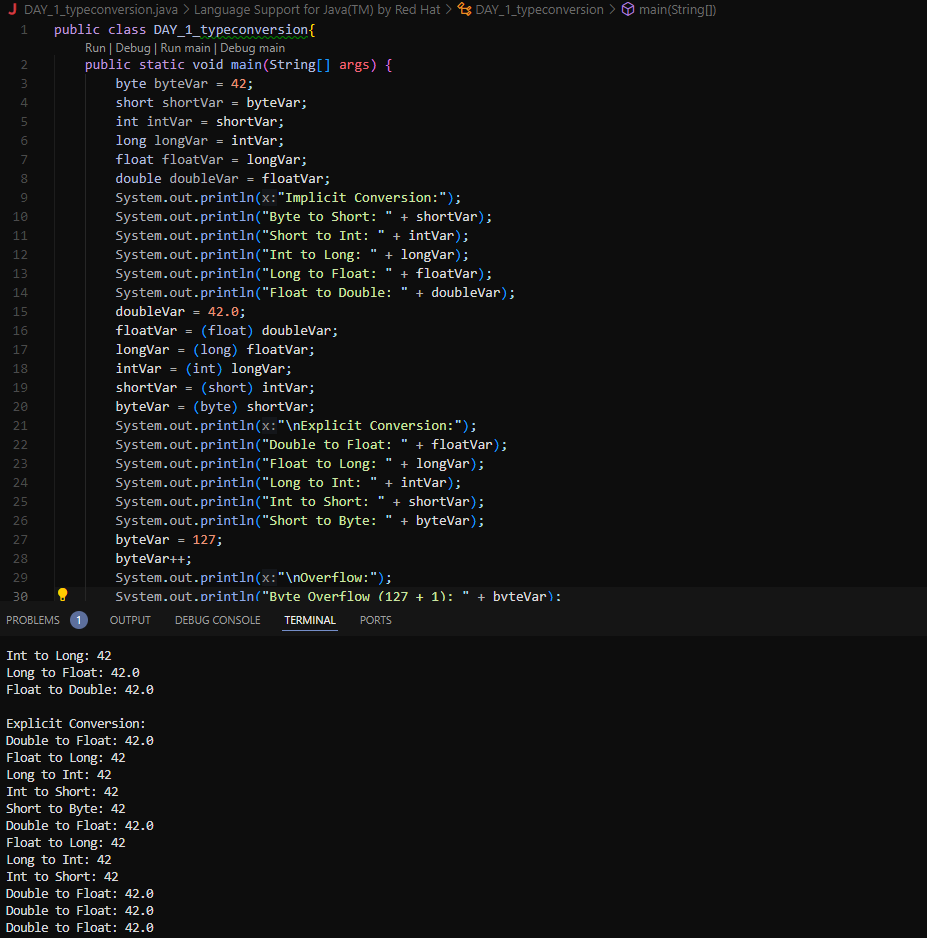 J DAY_1_typeconversion.java > Language Support for Java(TM) by Red Hat > DAY_1_typeconversion > main(String[])
1 public class DAY_1_typeconversion{
Run | Debug | Run main | Debug main
2 public static void main(String[] args) {
3 byte byteVar = 42;
4 short shortVar = byteVar;
5 int intVar = shortVar;
6 long longVar = intVar;
7 float floatVar = longVar;
8 double doubleVar = floatVar;
9 System.out.println(x:"Implicit Conversion:");
10 System.out.println("Byte to Short: " + shortVar);
11 System.out.println("Short to Int: " + intVar);
12 System.out.println("Int to Long: " + longVar);
13 System.out.println("Long to Float: " + floatVar);
14 System.out.println("Float to Double: " + doubleVar);
15 doubleVar = 42.0;
16 floatVar = (float) doubleVar;
17 longVar = (long) floatVar;
18 intVar = (int) longVar;
19 shortVar = (short) intVar;
20 byteVar = (byte) shortVar;
21 System.out.println(x:"\nExplicit Conversion:");
22 System.out.println("Double to Float: " + floatVar);
23 System.out.println("Float to Long: " + longVar);
24 System.out.println("Long to Int: " + intVar);
25 System.out.println("Int to Short: " + shortVar);
26 System.out.println("Short to Byte: " + byteVar);
27 byteVar = 127;
28 byteVar++;
29 System.out.println(x:"\nOverflow:");
30 System.out.println("Byte Overflow (127 + 1): " + byteVar);
PROBLEMS 1 OUTPUT DEBUG CONSOLE TERMINAL PORTS
Int to Long: 42
Long to Float: 42.0
Float to Double: 42.0
Explicit Conversion:
Double to Float: 42.0
Float to Long: 42
Long to Int: 42
Int to Short: 42
Short to Byte: 42
Double to Float: 42.0
Float to Long: 42
Long to Int: 42
Int to Short: 42
Double to Float: 42.0
Double to Float: 42.0
Double to Float: 42.0